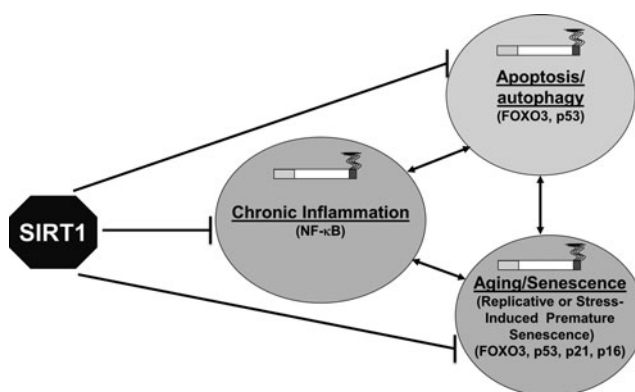 Apoptosis/
autophagy
(FOXO3, p53)
Chronic Inflammation
(NF-κB)
SIRT1
Aging/Senescence
(Replicative or Stress-
Induced Premature
Senescence)
(FOXO3, p53, p21, p16)